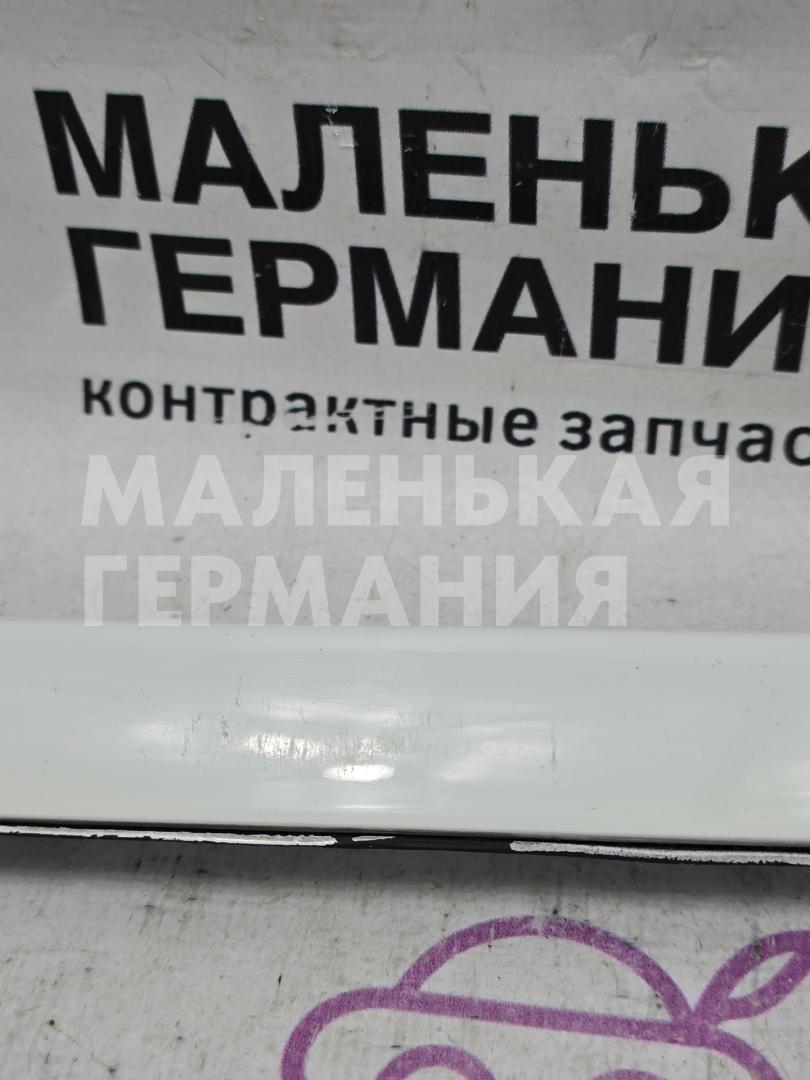 МАЛЕНЬК
ГЕРМАНИ
контрактные запчас
МАЛЕНЬКАЯ
ГЕРМАНИЯ